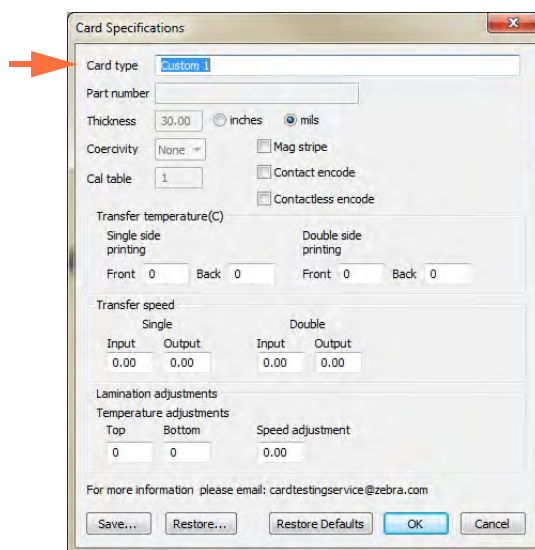 Card Specifications
Card type Custom 1
Part number
Thickness 30.00 inches mils
Coercivity None Mag stripe
Cal table 1 Contact encode
Contactless encode
Transfer temperature(C)
Single side Double side
printing printing
Front 0 Back 0 Front 0 Back 0
Transfer speed
Single Double
Input Output Input Output
0.00 0.00 0.00 0.00
Lamination adjustments
Temperature adjustments
Top Bottom Speed adjustment
0 0 0.00
For more information please email: cardtestingservice@zebra.com
Save... Restore... Restore Defaults OK Cancel